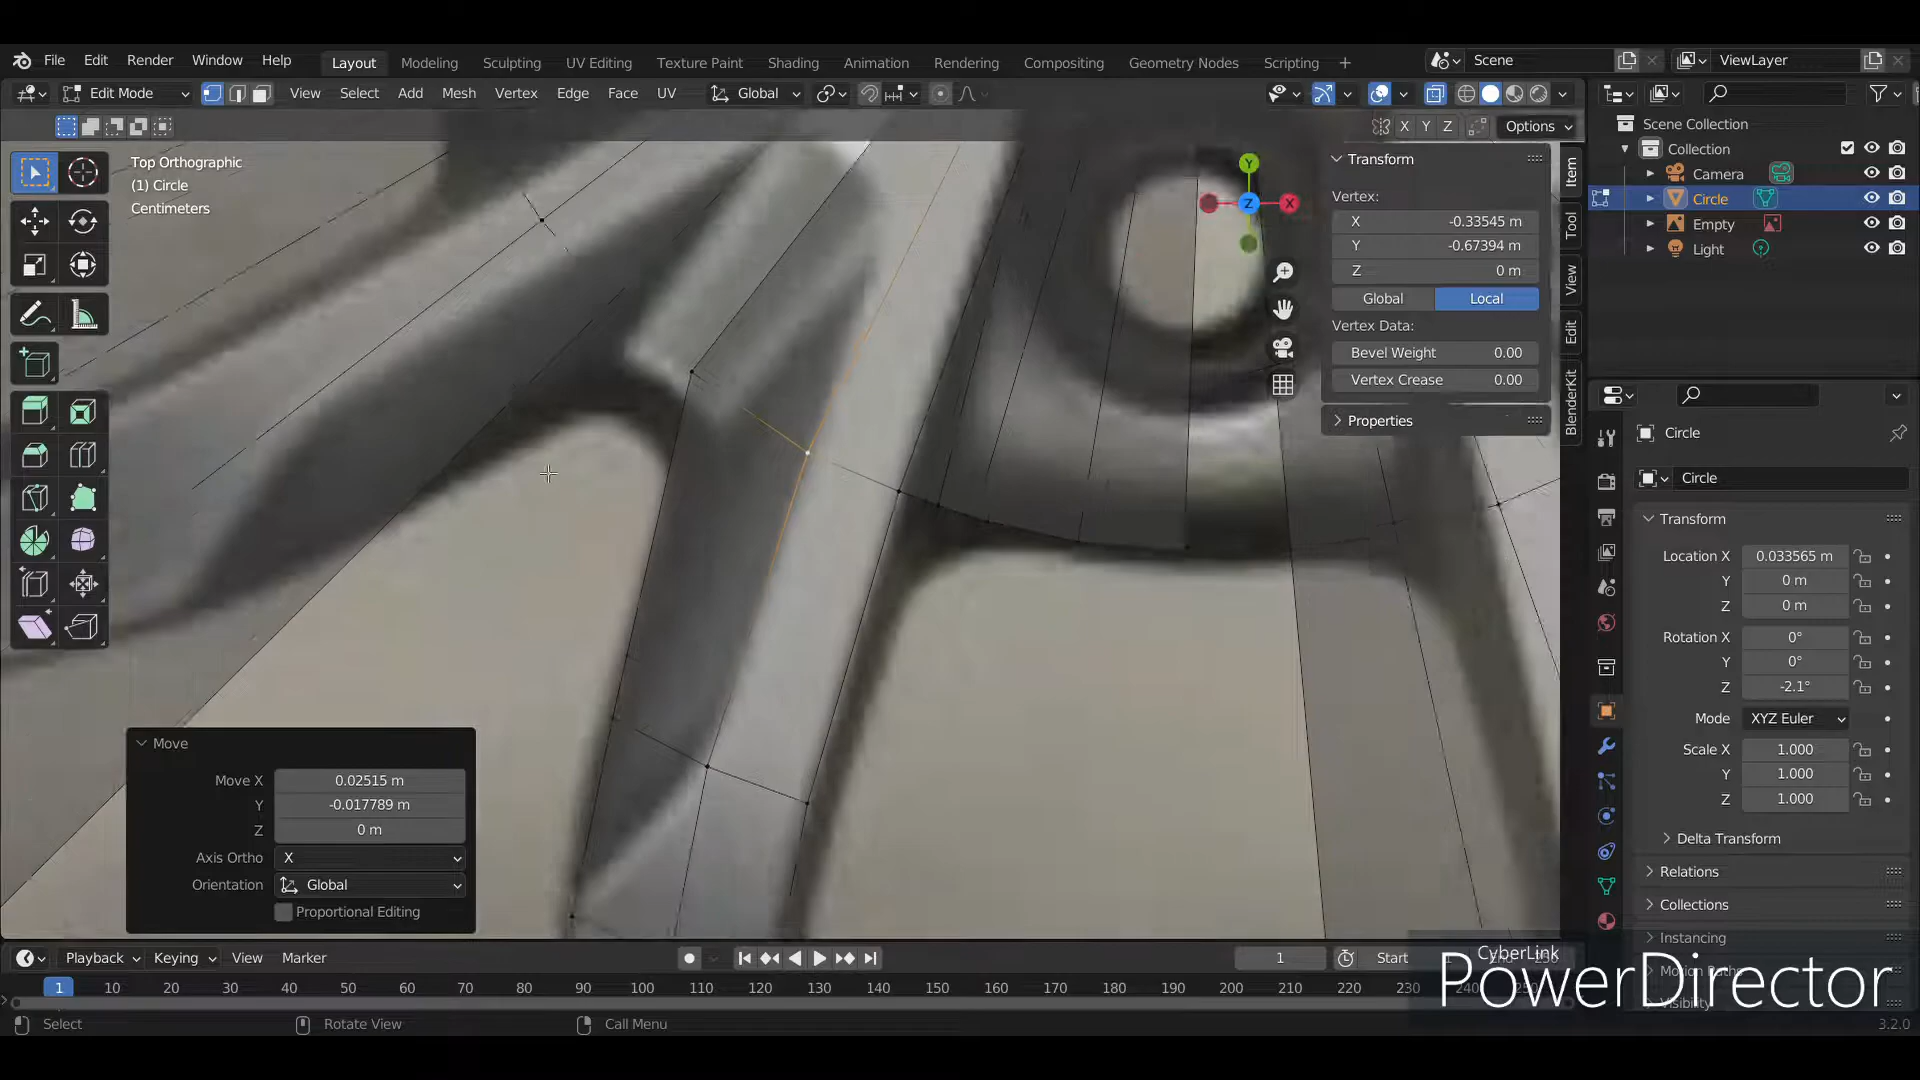 File Edit Render Window Help Layout Modeling Sculpting UV Editing Texture Paint Shading Animation Rendering Compositing Geometry Nodes Scripting + Scene ViewLayer
Edit Mode View Select Add Mesh Vertex Edge Face UV Global
X Y Z Options
Top Orthographic
(1) Circle
Centimeters
Y
X
Z
Transform
Vertex:
X -0.33545 m
Y -0.67394 m
Z 0 m
Global Local
Vertex Data:
Bevel Weight 0.00
Vertex Crease 0.00
Properties
Item
Tool
View
Edit
BlenderKit
Scene Collection
Collection
Camera
Circle
Empty
Light
Circle
Circle
Transform
Location X 0.033565 m
Y 0 m
Z 0 m
Rotation X 0°
Y 0°
Z -2.1°
Mode XYZ Euler
Scale X 1.000
Y 1.000
Z 1.000
Delta Transform
Relations
Collections
Instancing
Motion Paths
Visibility
Move
Move X 0.02515 m
Y -0.017789 m
Z 0 m
Axis Ortho X
Orientation Global
Proportional Editing
Playback Keying View Marker 1 Start 1 End 250
1 10 20 30 40 50 60 70 80 90 100 110 120 130 140 150 160 170 180 190 200 210 220 230 240
Select Rotate View Call Menu 3.2.0
CyberLink
PowerDirector